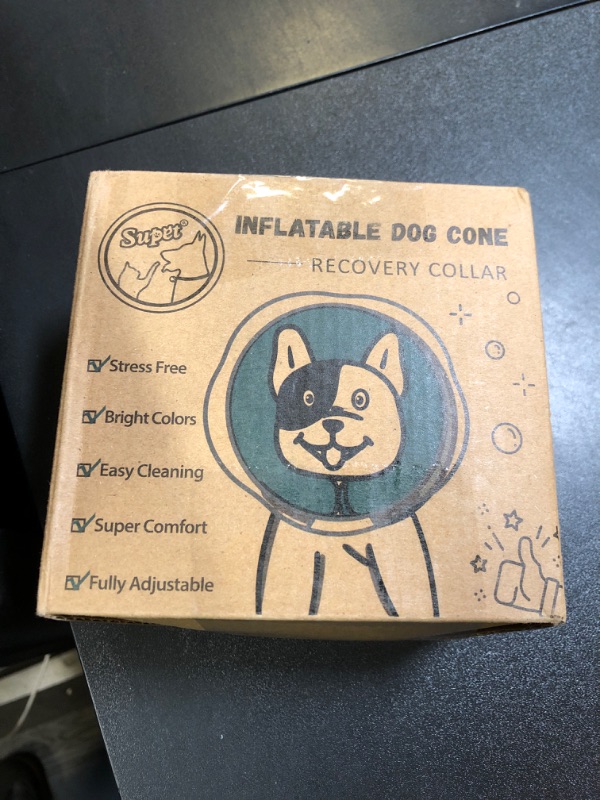 Supet®
INFLATABLE DOG CONE
RECOVERY COLLAR
Stress Free
Bright Colors
Easy Cleaning
Super Comfort
Fully Adjustable